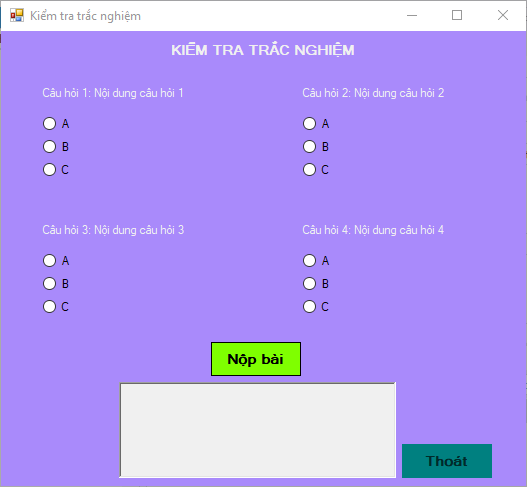 Kiểm tra trắc nghiệm
KIỂM TRA TRẮC NGHIỆM
Câu hỏi 1: Nội dung câu hỏi 1
A
B
C
Câu hỏi 2: Nội dung câu hỏi 2
A
B
C
Câu hỏi 3: Nội dung câu hỏi 3
A
B
C
Câu hỏi 4: Nội dung câu hỏi 4
A
B
C
Nộp bài
Thoát